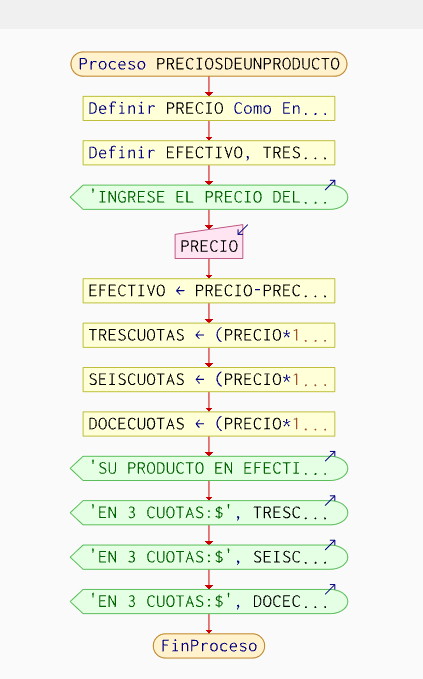 Proceso PRECIOSDEUNPRODUCTO
Definir PRECIO Como En...
Definir EFECTIVO, TRES...
'INGRESE EL PRECIO DEL...
PRECIO
EFECTIVO ← PRECIO-PREC...
TRESCUOTAS ← (PRECIO*1...
SEISCUOTAS ← (PRECIO*1...
DOCECUOTAS ← (PRECIO*1...
'SU PRODUCTO EN EFECTI...
'EN 3 CUOTAS:$', TRESC...
'EN 3 CUOTAS:$', SEISC...
'EN 3 CUOTAS:$', DOCEC...
FinProceso